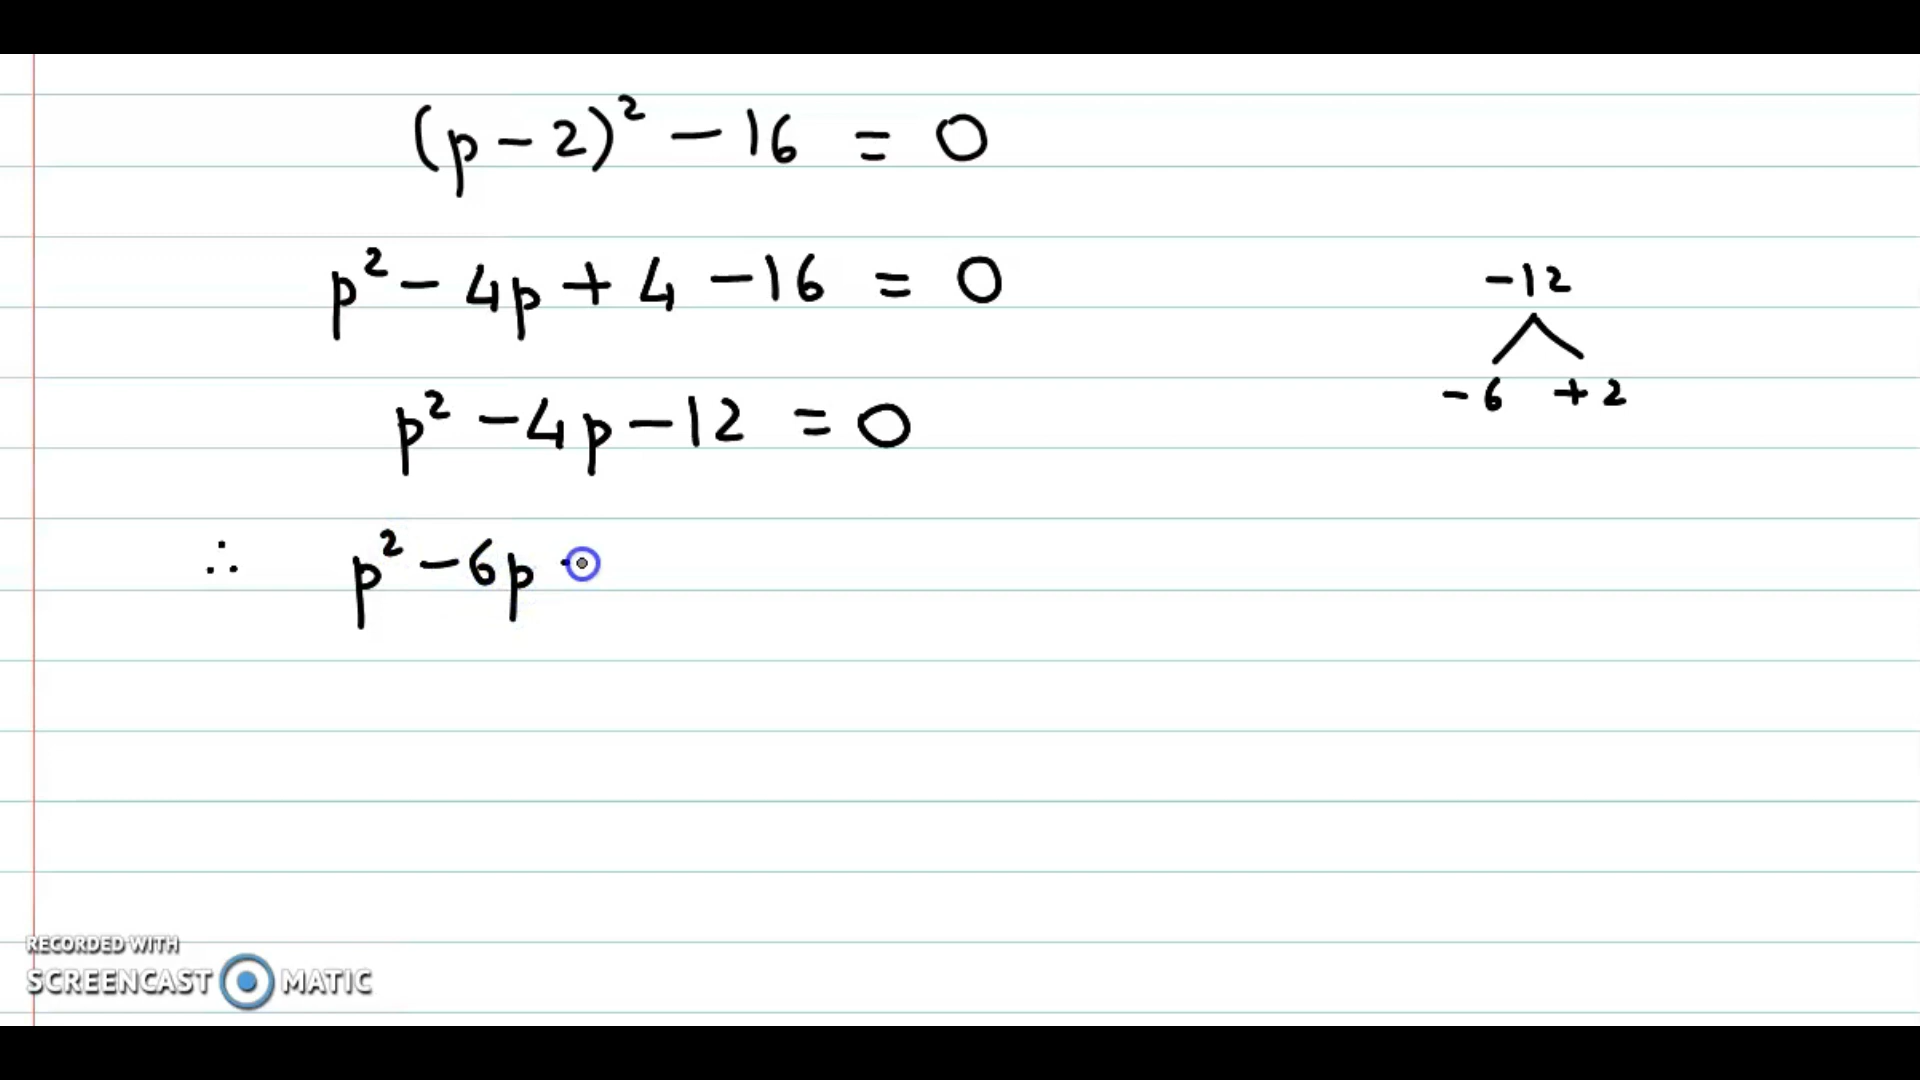 (p - 2)² - 16 = 0
p² - 4p + 4 - 16 = 0
-12
-6 +2
p² - 4p - 12 = 0
∴ p² - 6p
RECORDED WITH
SCREENCAST MATIC